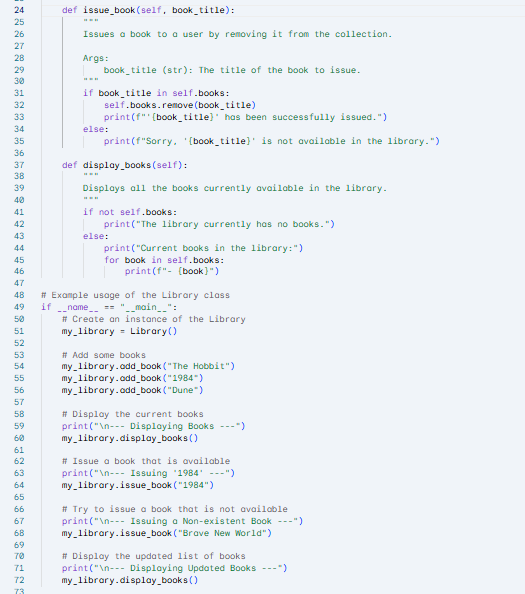 24 def issue_book(self, book_title):
25 """
26 Issues a book to a user by removing it from the collection.
27
28 Args:
29 book_title (str): The title of the book to issue.
30 """
31 if book_title in self.books:
32 self.books.remove(book_title)
33 print(f"'{book_title}' has been successfully issued.")
34 else:
35 print(f"Sorry, '{book_title}' is not available in the library.")
36
37 def display_books(self):
38 """
39 Displays all the books currently available in the library.
40 """
41 if not self.books:
42 print("The library currently has no books.")
43 else:
44 print("Current books in the library:")
45 for book in self.books:
46 print(f"- {book}")
47
48 # Example usage of the Library class
49 if __name__ == "__main__":
50 # Create an instance of the Library
51 my_library = Library()
52
53 # Add some books
54 my_library.add_book("The Hobbit")
55 my_library.add_book("1984")
56 my_library.add_book("Dune")
57
58 # Display the current books
59 print("\n--- Displaying Books ---")
60 my_library.display_books()
61
62 # Issue a book that is available
63 print("\n--- Issuing '1984' ---")
64 my_library.issue_book("1984")
65
66 # Try to issue a book that is not available
67 print("\n--- Issuing a Non-existent Book ---")
68 my_library.issue_book("Brave New World")
69
70 # Display the updated list of books
71 print("\n--- Displaying Updated Books ---")
72 my_library.display_books()
73